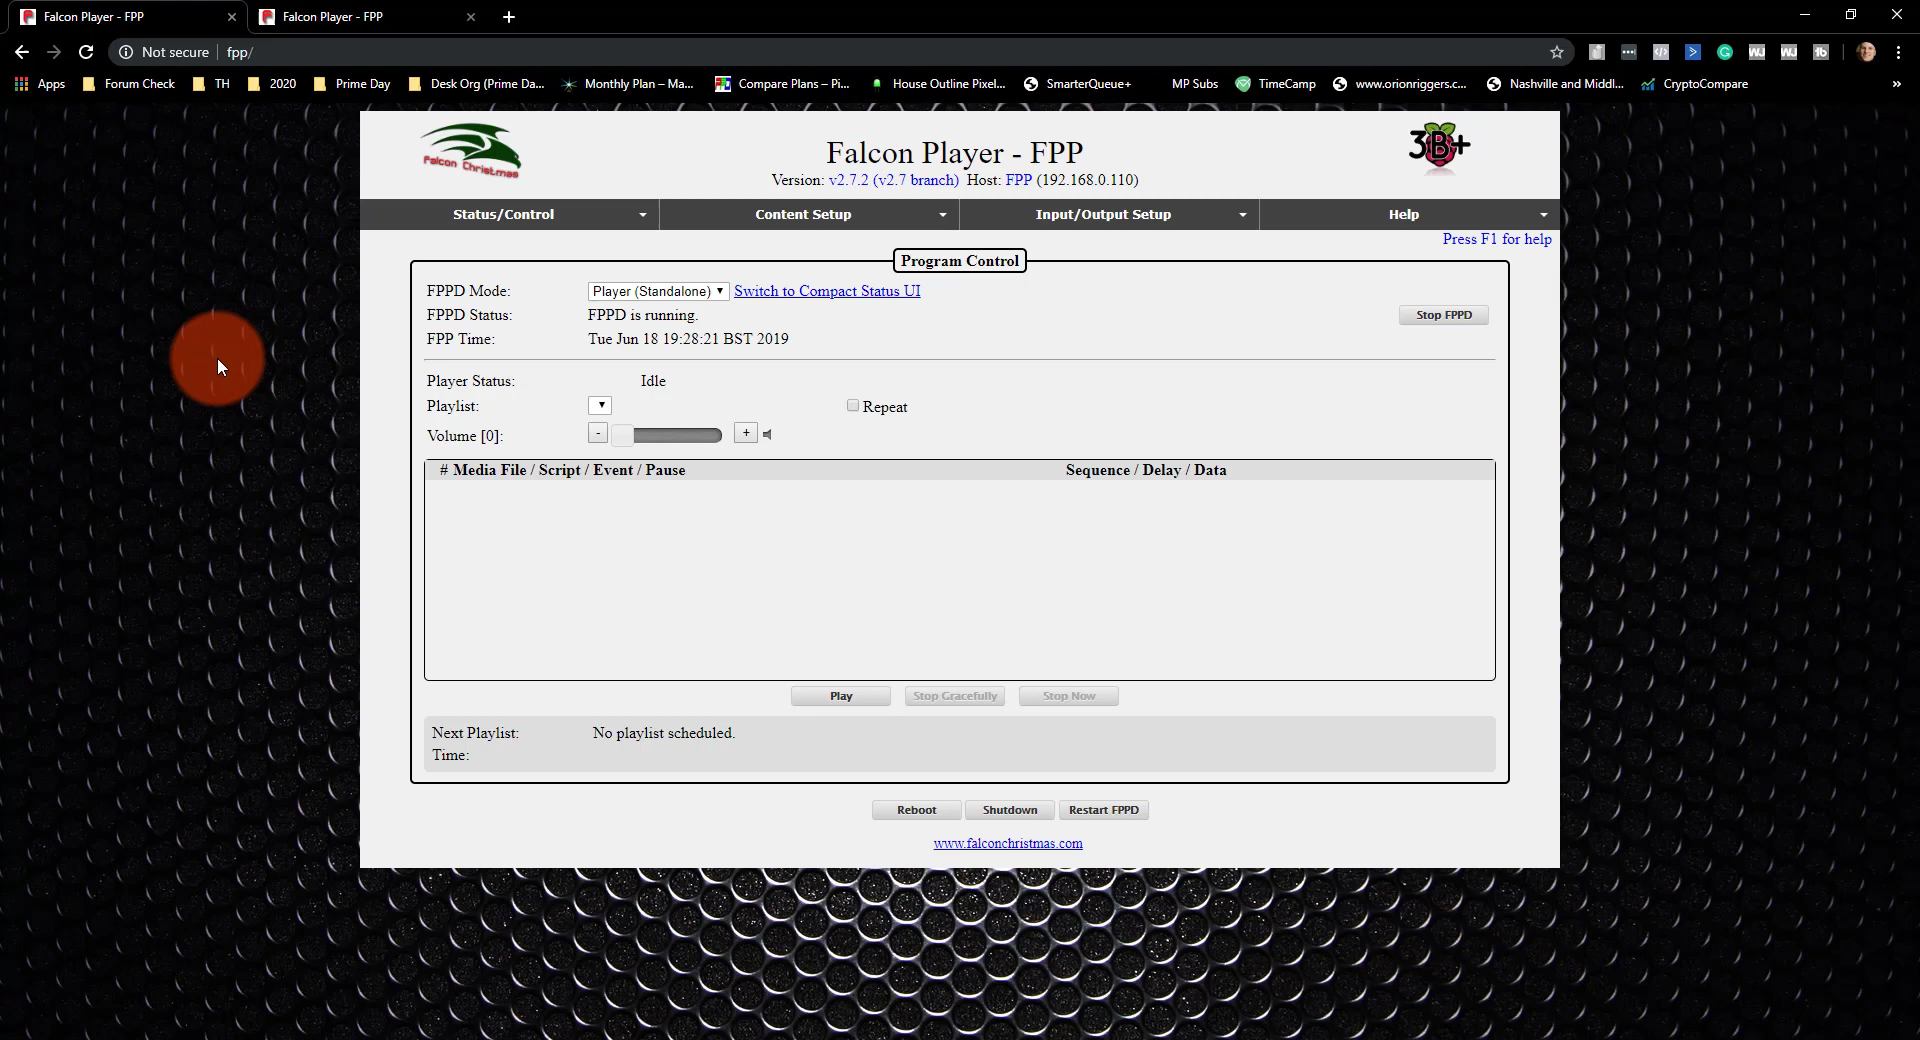 Falcon Player - FPP
Falcon Player - FPP
Not secure fpp/
Apps Forum Check TH 2020 Prime Day Desk Org (Prime Da... Monthly Plan – Ma... Compare Plans – Pi... House Outline Pixel... SmarterQueue+ MP Subs TimeCamp www.orionriggers.c... Nashville and Middl... CryptoCompare »
Falcon Christmas
Falcon Player - FPP
3B+
Version: v2.7.2 (v2.7 branch) Host: FPP (192.168.0.110)
Status/Control Content Setup Input/Output Setup Help
Press F1 for help
Program Control
FPPD Mode: Player (Standalone) Switch to Compact Status UI
FPPD Status: FPPD is running. Stop FPPD
FPP Time: Tue Jun 18 19:28:21 BST 2019
Player Status: Idle
Playlist: Repeat
Volume [0]: - +
# Media File / Script / Event / Pause Sequence / Delay / Data
Play Stop Gracefully Stop Now
Next Playlist: No playlist scheduled.
Time:
Reboot Shutdown Restart FPPD
www.falconchristmas.com